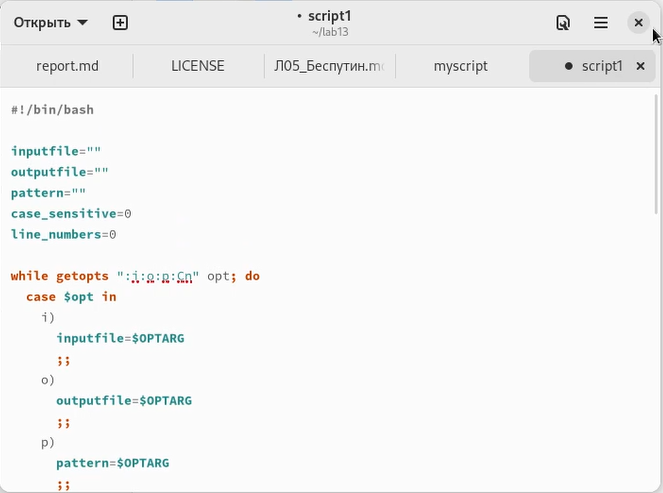 Открыть
• script1
~/lab13
report.md
LICENSE
Л05_Беспутин.m
myscript
● script1
#!/bin/bash
inputfile=""
outputfile=""
pattern=""
case_sensitive=0
line_numbers=0
while getopts ":i:o:p:Cn" opt; do
case $opt in
i)
inputfile=$OPTARG
;;
o)
outputfile=$OPTARG
;;
p)
pattern=$OPTARG
;;